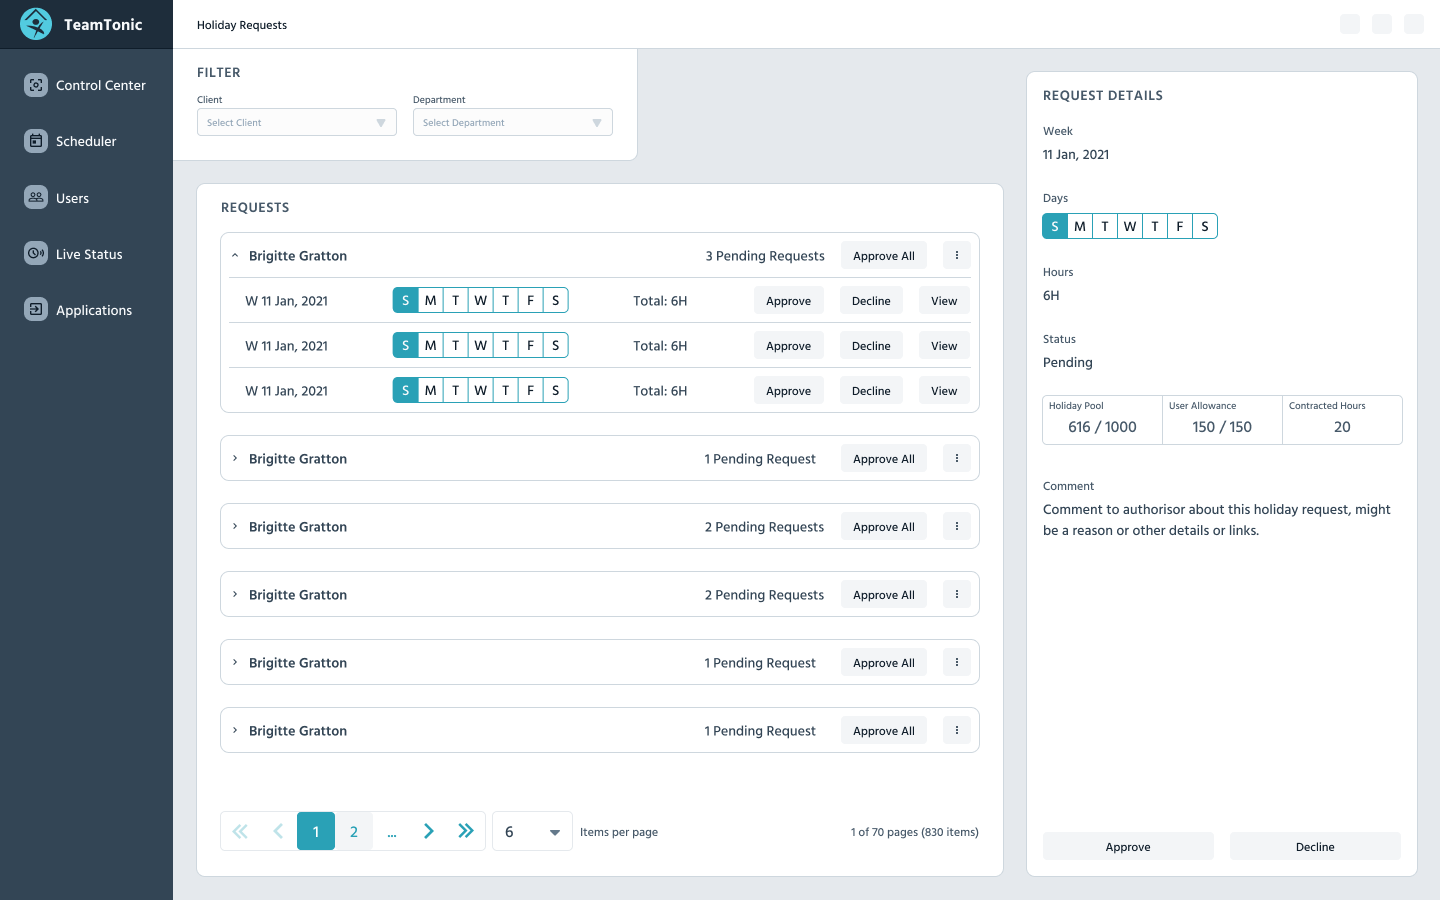 TeamTonic
Holiday Requests
Control Center
Scheduler
Users
Live Status
Applications
FILTER
Client
Department
Select Client
Select Department
REQUESTS
Brigitte Gratton
3 Pending Requests
Approve All
W 11 Jan, 2021
S M T W T F S
Total: 6H
Approve
Decline
View
W 11 Jan, 2021
S M T W T F S
Total: 6H
Approve
Decline
View
W 11 Jan, 2021
S M T W T F S
Total: 6H
Approve
Decline
View
Brigitte Gratton
1 Pending Request
Approve All
Brigitte Gratton
2 Pending Requests
Approve All
Brigitte Gratton
2 Pending Requests
Approve All
Brigitte Gratton
1 Pending Request
Approve All
Brigitte Gratton
1 Pending Request
Approve All
1 2 ...
6
Items per page
1 of 70 pages (830 items)
REQUEST DETAILS
Week
11 Jan, 2021
Days
S M T W T F S
Hours
6H
Status
Pending
Holiday Pool
616 / 1000
User Allowance
150 / 150
Contracted Hours
20
Comment
Comment to authorisor about this holiday request, might
be a reason or other details or links.
Approve
Decline